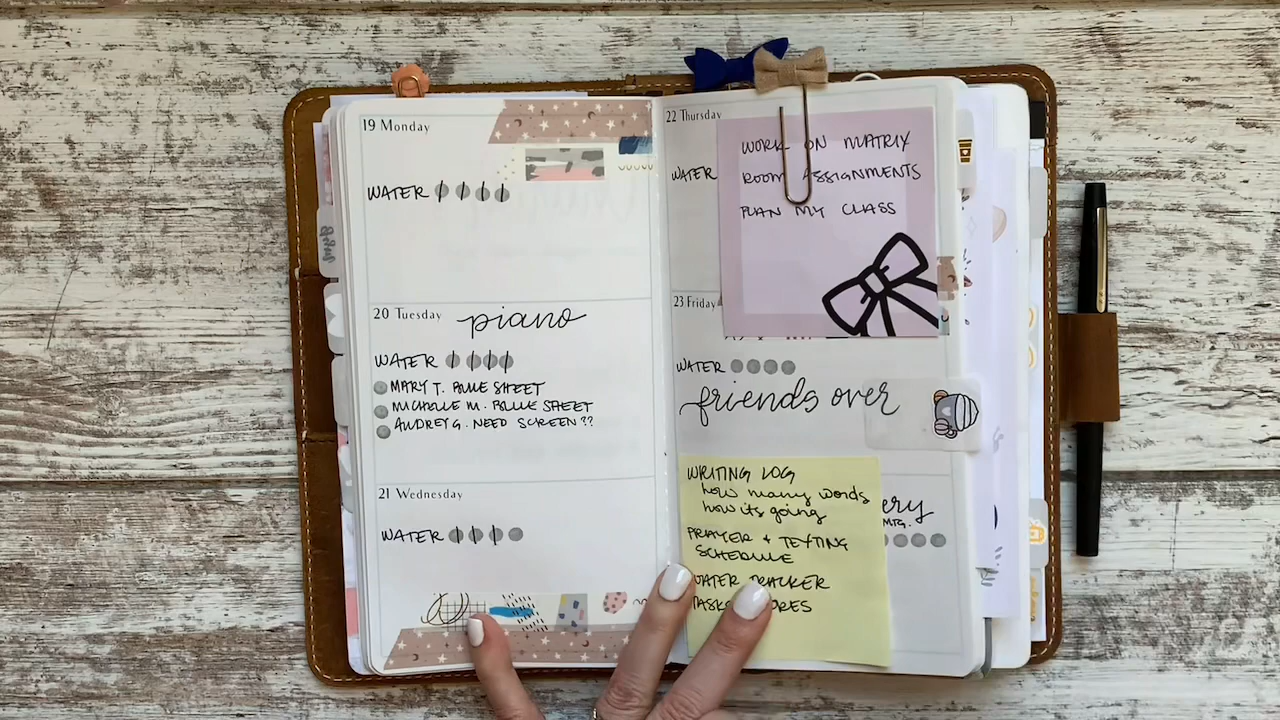 19 Monday
WATER
20 Tuesday piano
WATER
MARY T. BLUE SHEET
MICHELLE M. BLUE SHEET
AUDREY G. NEED SCREEN??
21 Wednesday
WATER
22 Thursday
WATER
WORK ON MATRIX
ROOM ASSIGNMENTS
PLAN MY CLASS
23 Friday
WATER
friends over
WRITING LOG
how many words
how its going
PRAYER + TEXTING
SCHEDULE
WATER TRACKER
MTG.